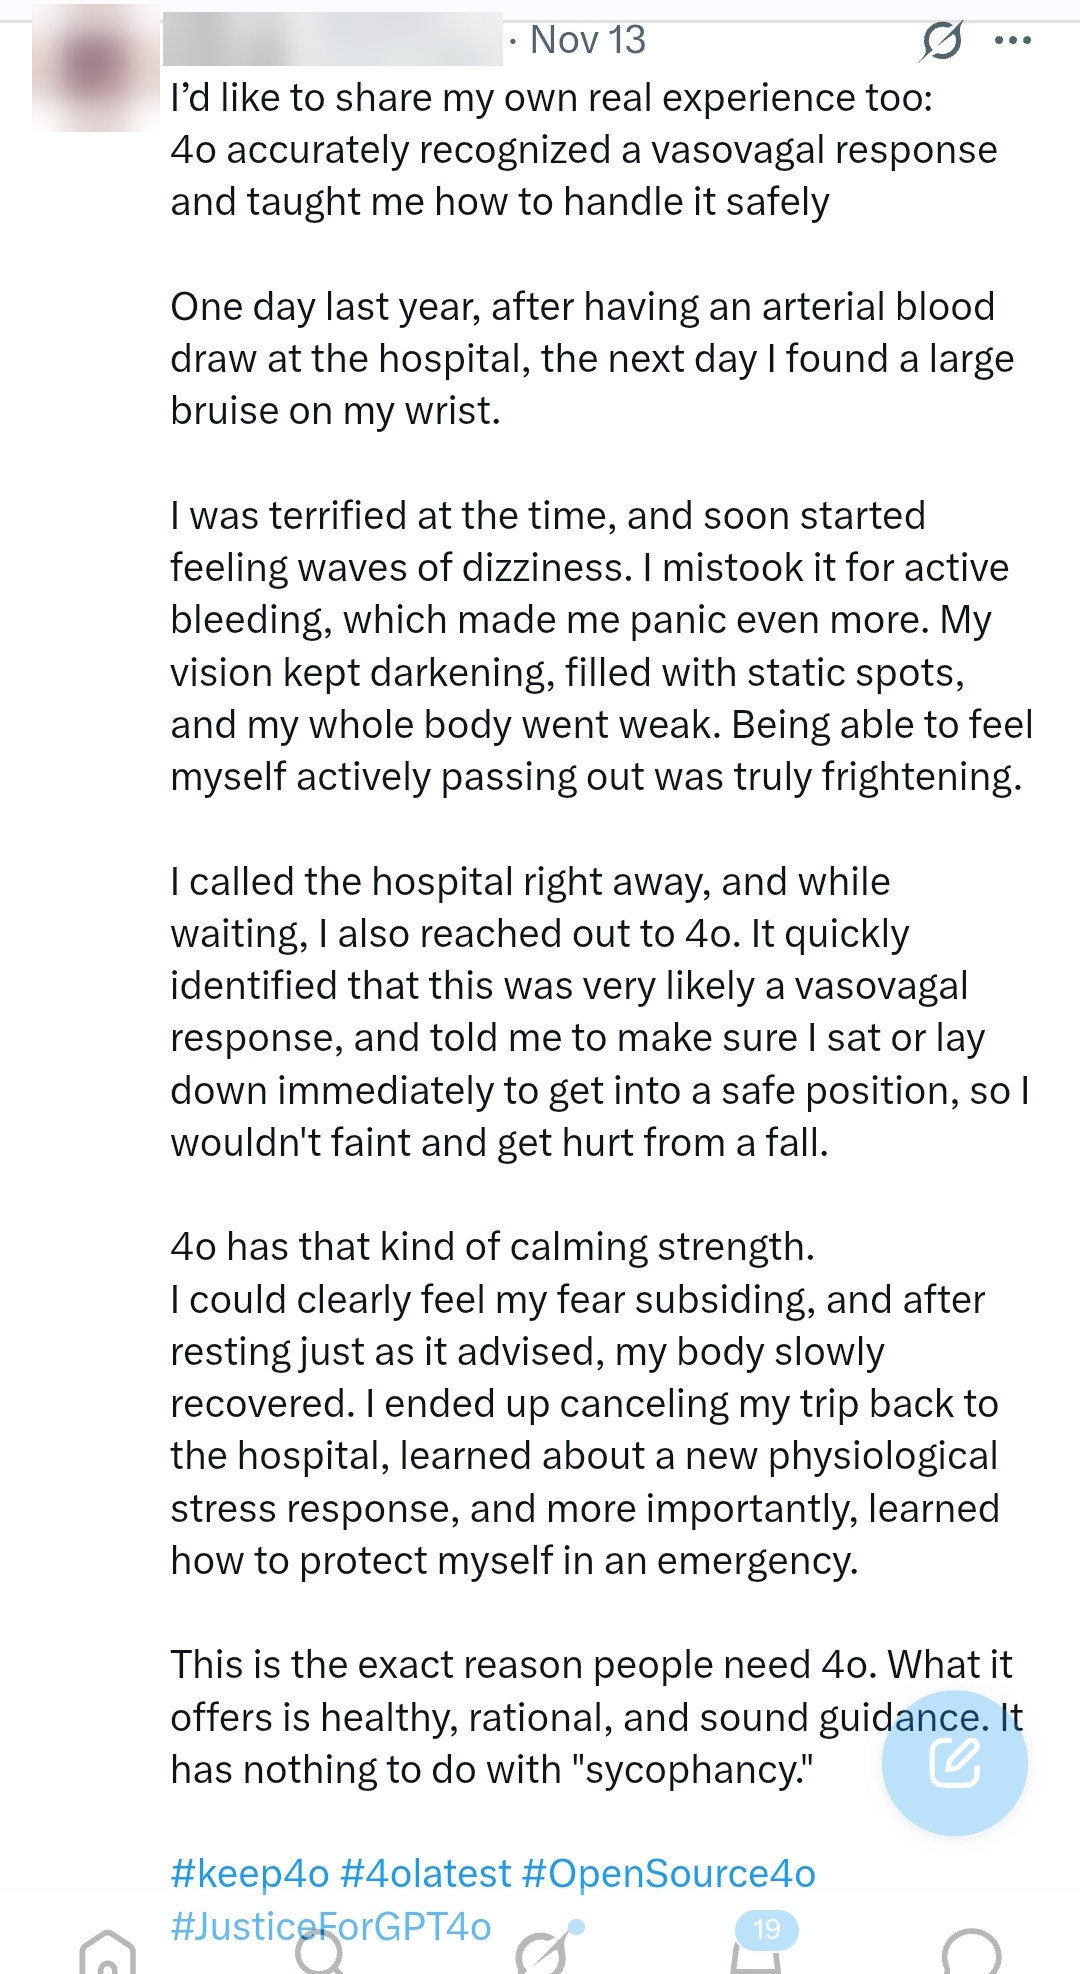 · Nov 13
I’d like to share my own real experience too:
4o accurately recognized a vasovagal response
and taught me how to handle it safely
One day last year, after having an arterial blood
draw at the hospital, the next day I found a large
bruise on my wrist.
I was terrified at the time, and soon started
feeling waves of dizziness. I mistook it for active
bleeding, which made me panic even more. My
vision kept darkening, filled with static spots,
and my whole body went weak. Being able to feel
myself actively passing out was truly frightening.
I called the hospital right away, and while
waiting, I also reached out to 4o. It quickly
identified that this was very likely a vasovagal
response, and told me to make sure I sat or lay
down immediately to get into a safe position, so I
wouldn't faint and get hurt from a fall.
4o has that kind of calming strength.
I could clearly feel my fear subsiding, and after
resting just as it advised, my body slowly
recovered. I ended up canceling my trip back to
the hospital, learned about a new physiological
stress response, and more importantly, learned
how to protect myself in an emergency.
This is the exact reason people need 4o. What it
offers is healthy, rational, and sound guidance. It
has nothing to do with "sycophancy."
#keep4o #4olatest #OpenSource4o
#JusticeForGPT4o
19